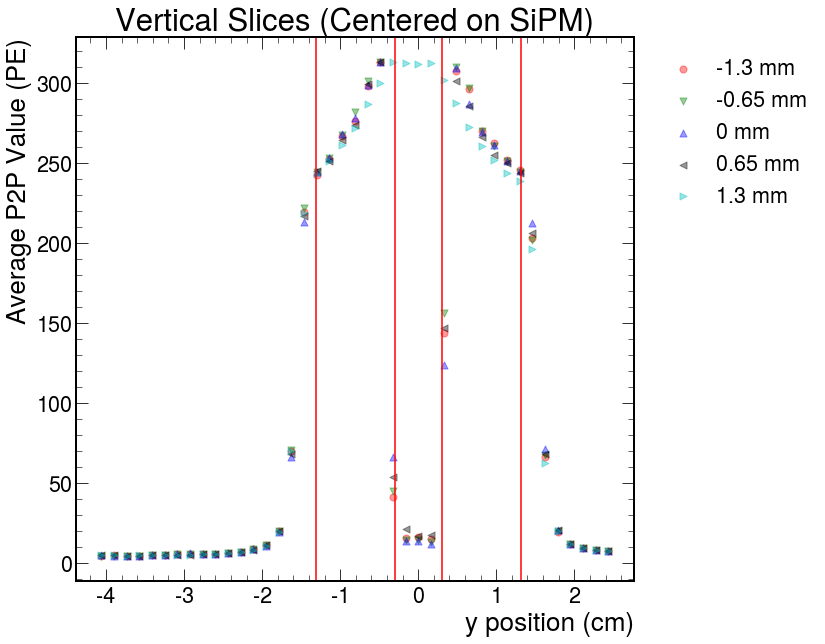 Vertical Slices (Centered on SiPM)
Average P2P Value (PE)
300
250
200
150
100
50
0
-4 -3 -2 -1 0 1 2
y position (cm)
-1.3 mm
-0.65 mm
0 mm
0.65 mm
1.3 mm